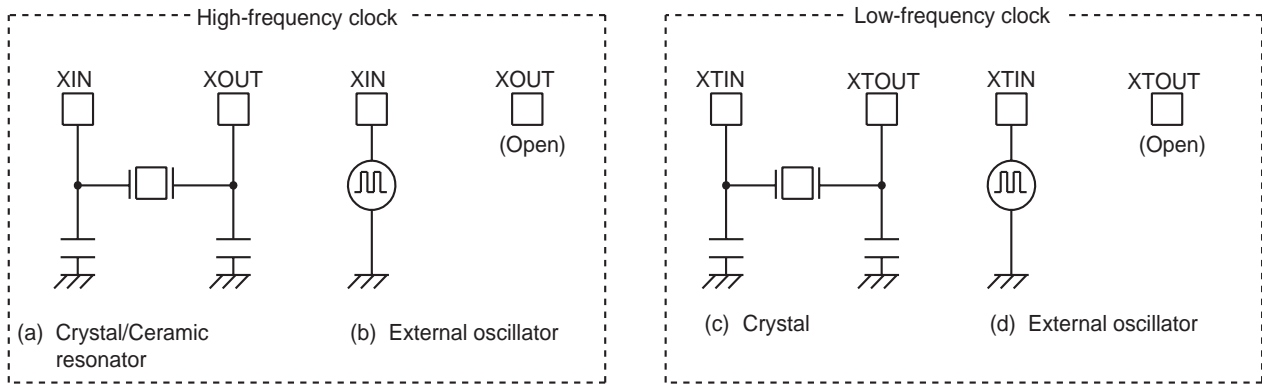 High-frequency clock
XIN
XOUT
XIN
XOUT
(Open)
(a) Crystal/Ceramic
resonator
(b) External oscillator
Low-frequency clock
XTIN
XTOUT
XTIN
XTOUT
(Open)
(c) Crystal
(d) External oscillator